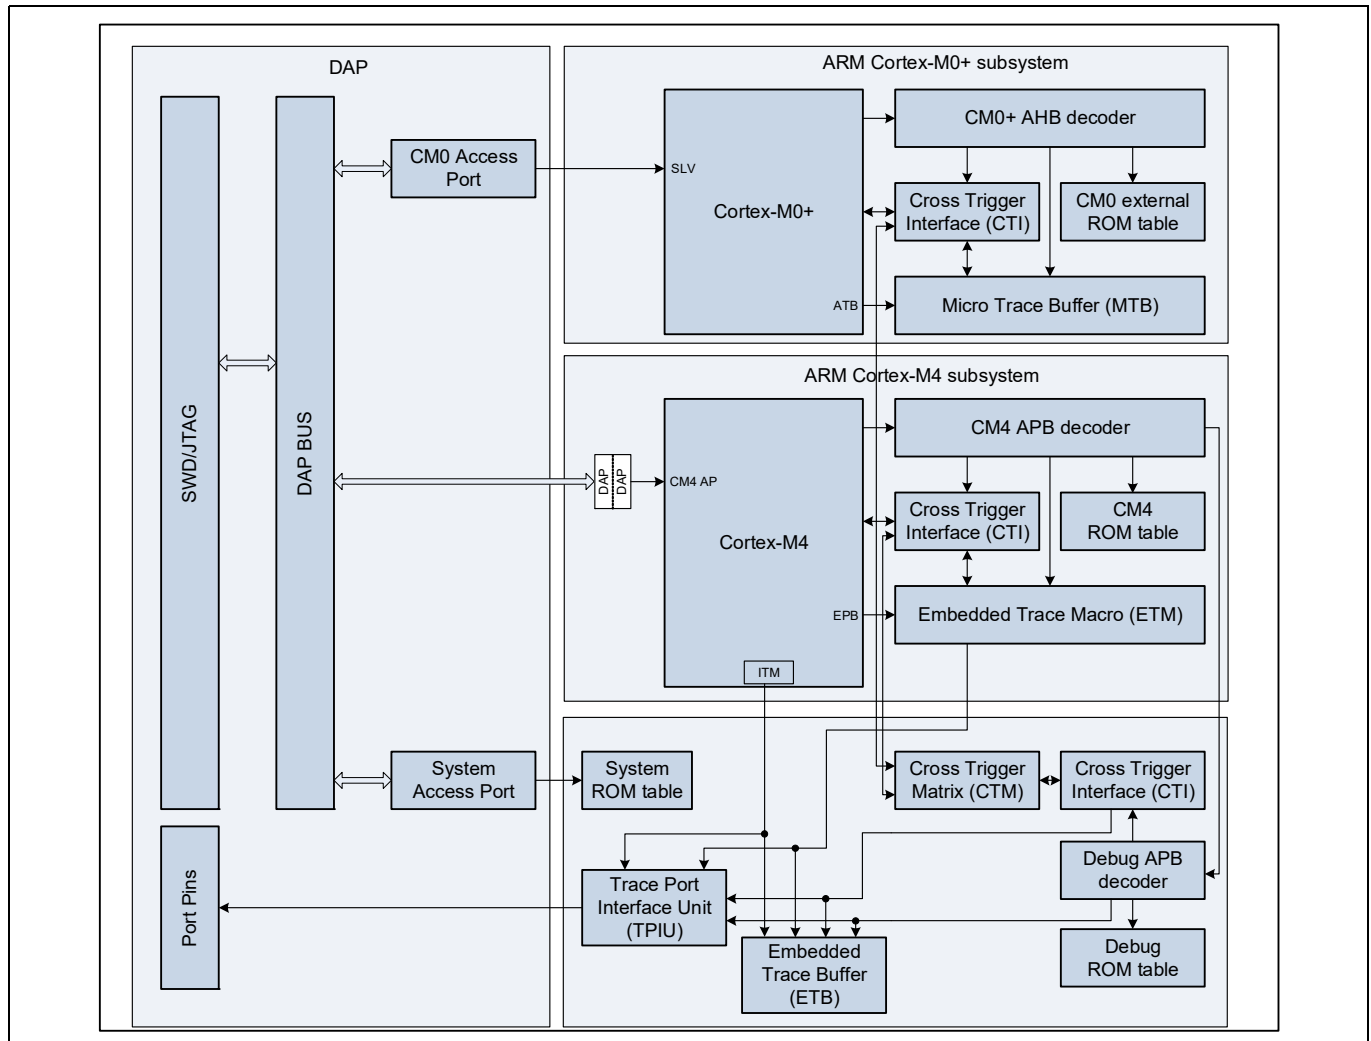 DAP
SWD/JTAG
DAP BUS
CM0 Access
Port
System
Access Port
Port Pins
ARM Cortex-M0+ subsystem
SLV
Cortex-M0+
ATB
CM0+ AHB decoder
Cross Trigger
Interface (CTI)
CM0 external
ROM table
Micro Trace Buffer (MTB)
ARM Cortex-M4 subsystem
DAP
DAP
CM4 AP
Cortex-M4
EPB
ITM
CM4 APB decoder
Cross Trigger
Interface (CTI)
CM4
ROM table
Embedded Trace Macro (ETM)
System
ROM table
Cross Trigger
Matrix (CTM)
Cross Trigger
Interface (CTI)
Trace Port
Interface Unit
(TPIU)
Debug APB
decoder
Embedded
Trace Buffer
(ETB)
Debug
ROM table